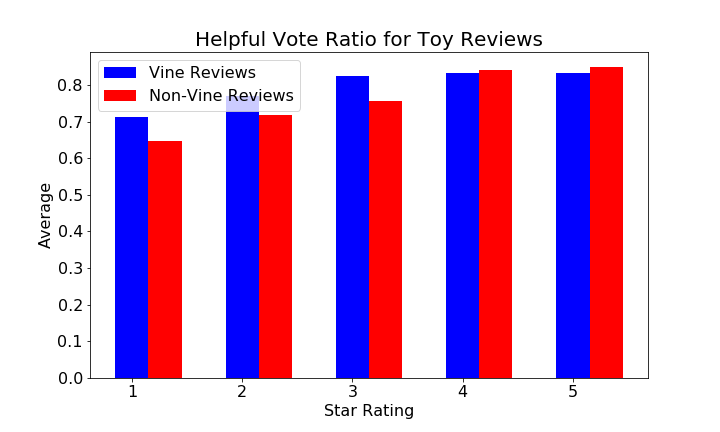 Helpful Vote Ratio for Toy Reviews
Vine Reviews
Non-Vine Reviews
Average
0.8
0.7
0.6
0.5
0.4
0.3
0.2
0.1
0.0
1 2 3 4 5
Star Rating